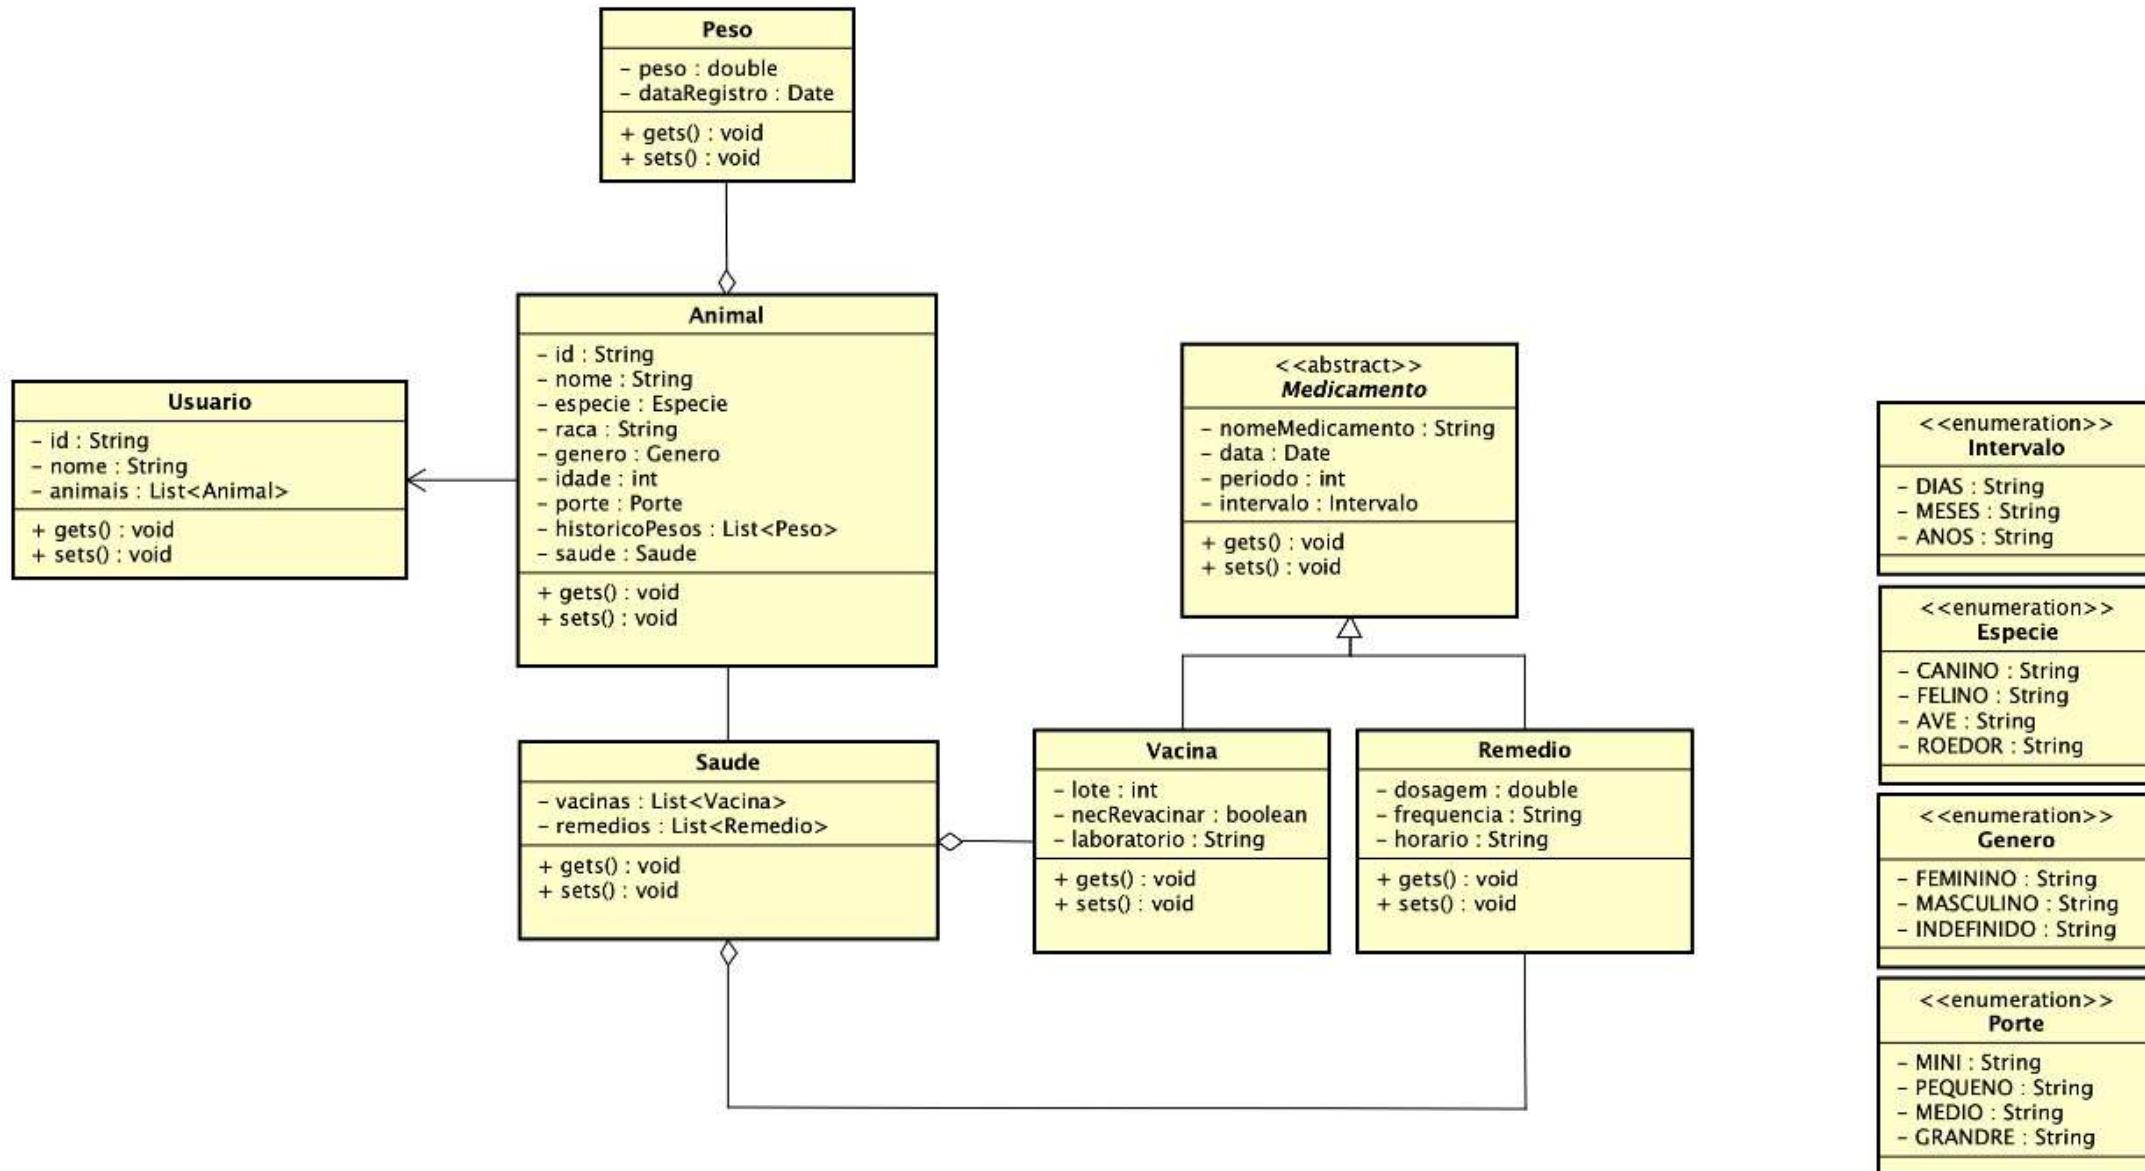 Peso
- peso : double
- dataRegistro : Date
+ gets() : void
+ sets() : void
Animal
- id : String
- nome : String
- especie : Especie
- raca : String
- genero : Genero
- idade : int
- porte : Porte
- historicoPesos : List<Peso>
- saude : Saude
+ gets() : void
+ sets() : void
Usuario
- id : String
- nome : String
- animais : List<Animal>
+ gets() : void
+ sets() : void
<<abstract>>
Medicamento
- nomeMedicamento : String
- data : Date
- periodo : int
- intervalo : Intervalo
+ gets() : void
+ sets() : void
Saude
- vacinas : List<Vacina>
- remedios : List<Remedio>
+ gets() : void
+ sets() : void
Vacina
- lote : int
- necRevacinar : boolean
- laboratorio : String
+ gets() : void
+ sets() : void
Remedio
- dosagem : double
- frequencia : String
- horario : String
+ gets() : void
+ sets() : void
<<enumeration>>
Intervalo
- DIAS : String
- MESES : String
- ANOS : String
<<enumeration>>
Especie
- CANINO : String
- FELINO : String
- AVE : String
- ROEDOR : String
<<enumeration>>
Genero
- FEMININO : String
- MASCULINO : String
- INDEFINIDO : String
<<enumeration>>
Porte
- MINI : String
- PEQUENO : String
- MEDIO : String
- GRANDRE : String